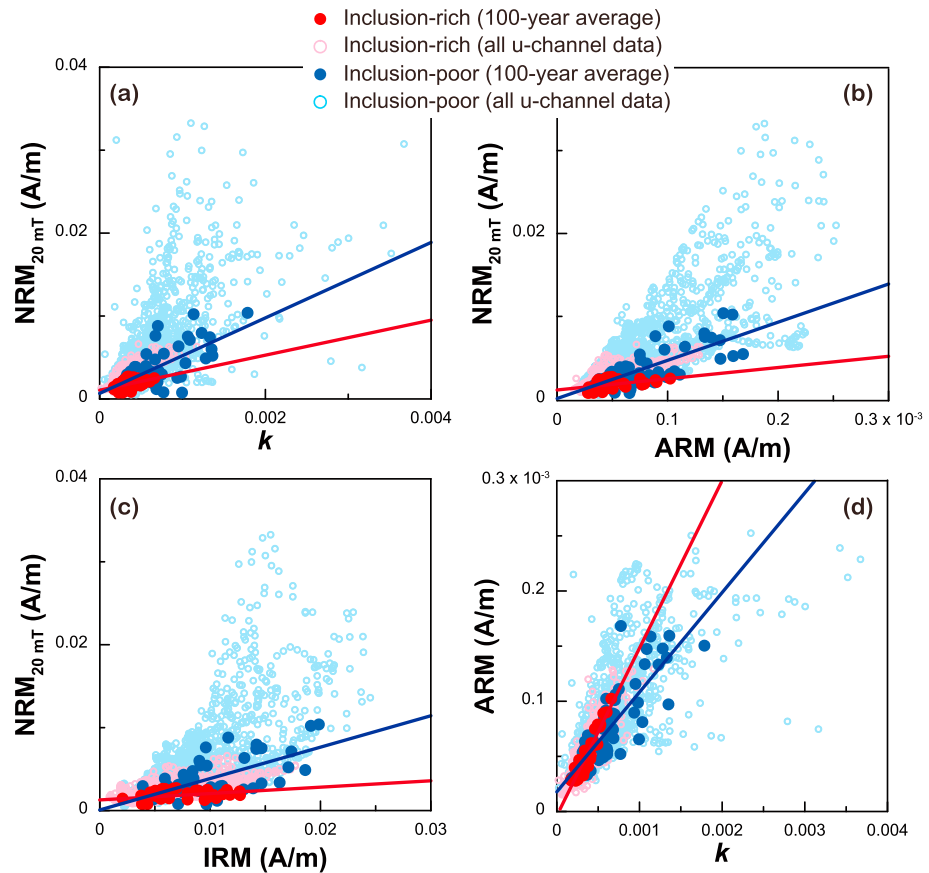 Inclusion-rich (100-year average)
Inclusion-rich (all u-channel data)
Inclusion-poor (100-year average)
Inclusion-poor (all u-channel data)
(a)
0.04
0.02
0
NRM20 mT (A/m)
0
0.002
0.004
k
(b)
0.04
0.02
0
NRM20 mT (A/m)
0
0.1
0.3 x 10-3
ARM (A/m)
(c)
0.04
0.02
0
NRM20 mT (A/m)
0
0.01
0.02
0.03
IRM (A/m)
(d)
0.3 x 10-3
0.2
0.1
0
ARM (A/m)
0
0.001
0.002
0.003
0.004
k